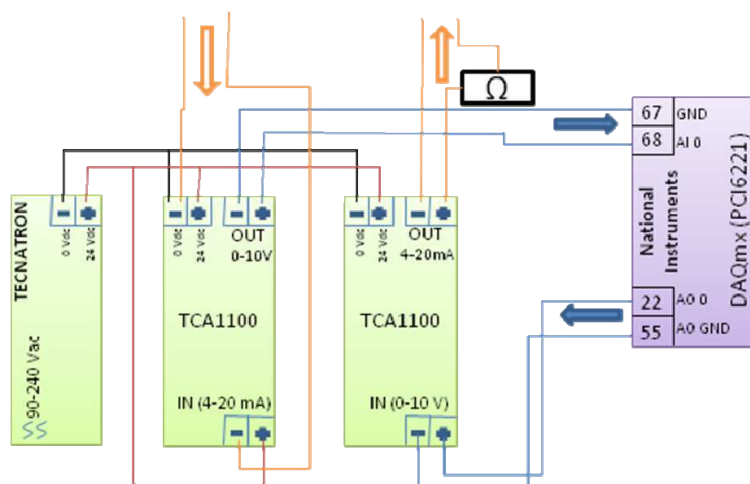 Ω
67 GND
68 AI 0
National
Instruments
DAQmx (PCI6221)
22 AO 0
55 AO GND
0 Vdc
24 Vdc
TECNATRON
90-240 Vac
0 Vdc
24 Vdc
OUT
0-10V
TCA1100
IN (4-20 mA)
0 Vdc
24 Vdc
OUT
4-20mA
TCA1100
IN (0-10 V)